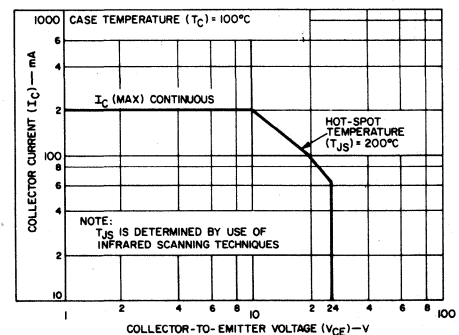 1000
CASE TEMPERATURE (TC) = 100°C
6
4
IC (MAX) CONTINUOUS
2
HOT-SPOT
TEMPERATURE
(TJS) = 200°C
100
8
6
4
NOTE:
TJS IS DETERMINED BY USE OF
INFRARED SCANNING TECHNIQUES
2
10
COLLECTOR CURRENT (IC) — mA
1 2 4 6 8 10 2 24 4 6 8 100
COLLECTOR-TO-EMITTER VOLTAGE (VCE) — V